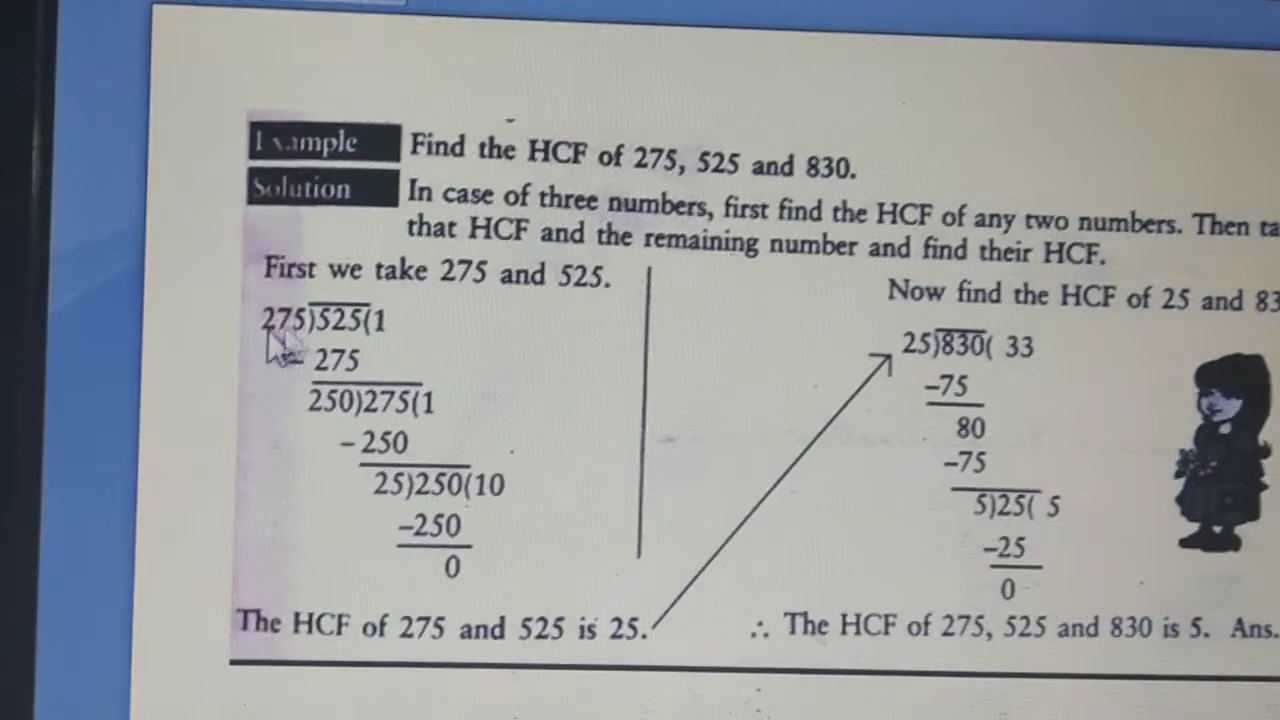 Example Find the HCF of 275, 525 and 830.
Solution In case of three numbers, first find the HCF of any two numbers. Then ta
that HCF and the remaining number and find their HCF.
First we take 275 and 525.
275)525(1
275
250)275(1
–250
25)250(10
–250
0
The HCF of 275 and 525 is 25.
Now find the HCF of 25 and 83
25)830( 33
–75
80
–75
5)25( 5
–25
0
∴ The HCF of 275, 525 and 830 is 5. Ans.